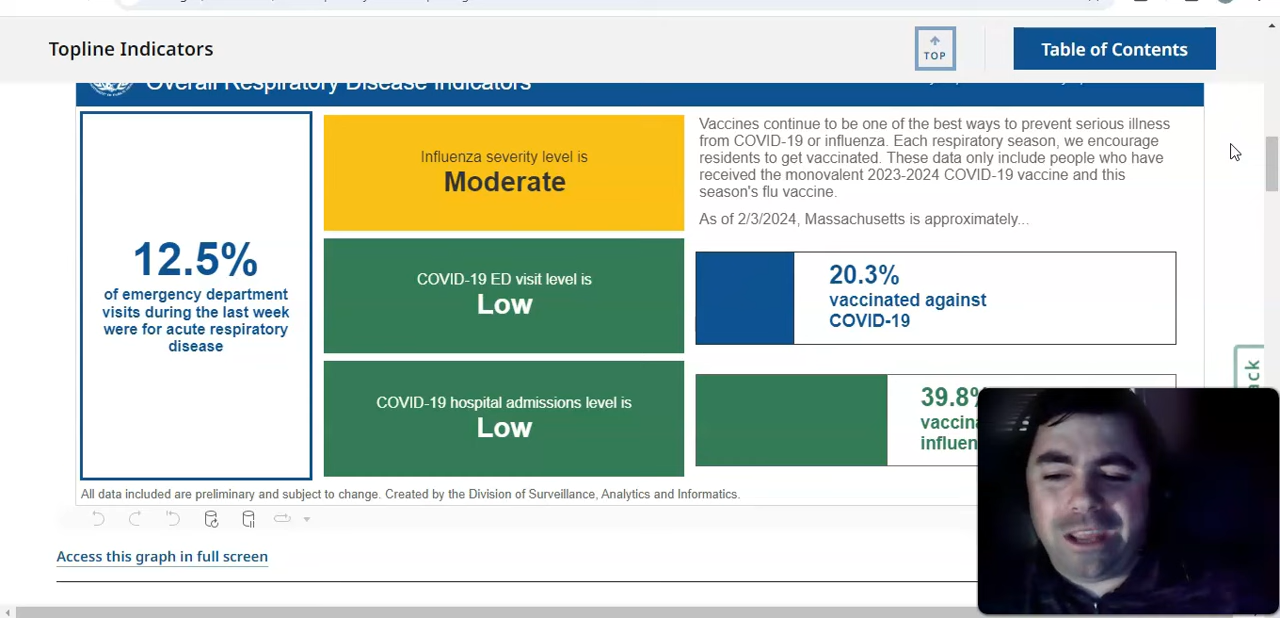 Topline Indicators
TOP
Table of Contents
Overall Respiratory Disease Indicators
12.5%
of emergency department
visits during the last week
were for acute respiratory
disease
Influenza severity level is
Moderate
COVID-19 ED visit level is
Low
COVID-19 hospital admissions level is
Low
Vaccines continue to be one of the best ways to prevent serious illness
from COVID-19 or influenza. Each respiratory season, we encourage
residents to get vaccinated. These data only include people who have
received the monovalent 2023-2024 COVID-19 vaccine and this
season's flu vaccine.
As of 2/3/2024, Massachusetts is approximately...
20.3%
vaccinated against
COVID-19
39.8%
All data included are preliminary and subject to change. Created by the Division of Surveillance, Analytics and Informatics.
Access this graph in full screen